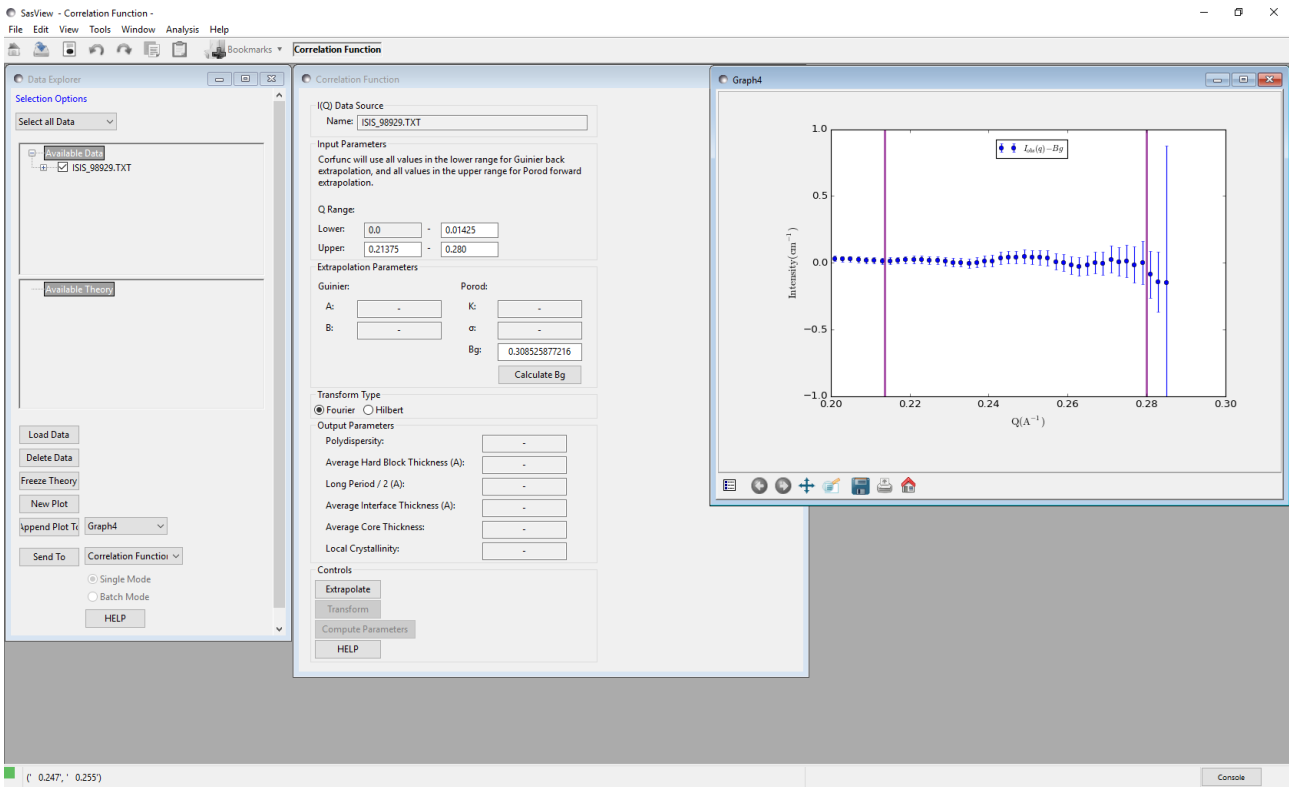 SasView - Correlation Function -
File Edit View Tools Window Analysis Help
Bookmarks Correlation Function
Data Explorer
Selection Options
Select all Data
Available Data
ISIS_98929.TXT
Available Theory
Load Data
Delete Data
Freeze Theory
New Plot
Append Plot To Graph4
Send To Correlation Function
Single Mode
Batch Mode
HELP
Correlation Function
I(Q) Data Source
Name: ISIS_98929.TXT
Input Parameters
Corfunc will use all values in the lower range for Guinier back
extrapolation, and all values in the upper range for Porod forward
extrapolation.
Q Range:
Lower: 0.0 - 0.01425
Upper: 0.21375 - 0.280
Extrapolation Parameters
Guinier: Porod:
A: - K: -
B: - α: -
Bg: 0.308525877216
Calculate Bg
Transform Type
Fourier Hilbert
Output Parameters
Polydispersity: -
Average Hard Block Thickness (A): -
Long Period / 2 (A): -
Average Interface Thickness (A): -
Average Core Thickness: -
Local Crystallinity: -
Controls
Extrapolate
Transform
Compute Parameters
HELP
Graph4
I_obs(q)−Bg
1.0
0.5
0.0
−0.5
−1.0
Intensity(cm⁻¹)
0.20 0.22 0.24 0.26 0.28 0.30
Q(A⁻¹)
(' 0.247', ' 0.255')
Console